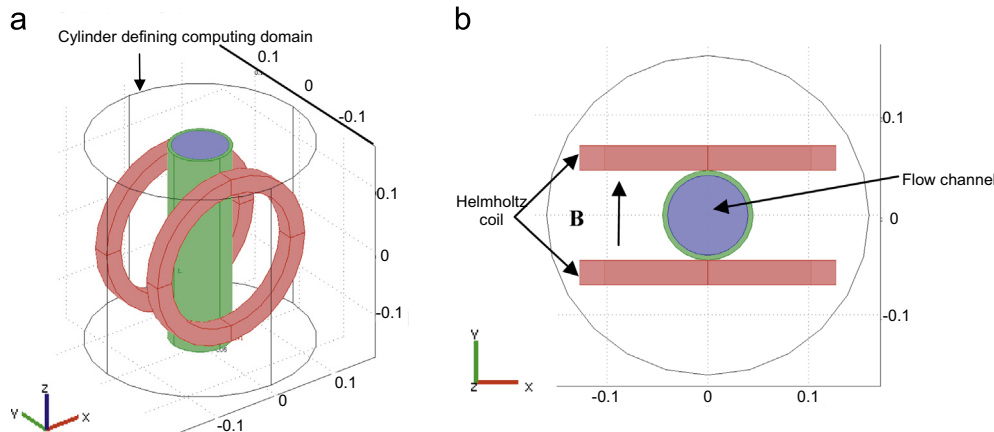 a
Cylinder defining computing domain
0.1
0
-0.1
0.1
0
-0.1
0.1
0
-0.1
z
y
x
b
0.1
Helmholtz
coil
B
Flow channel
0
-0.1
Y
Z
X
-0.1
0
0.1